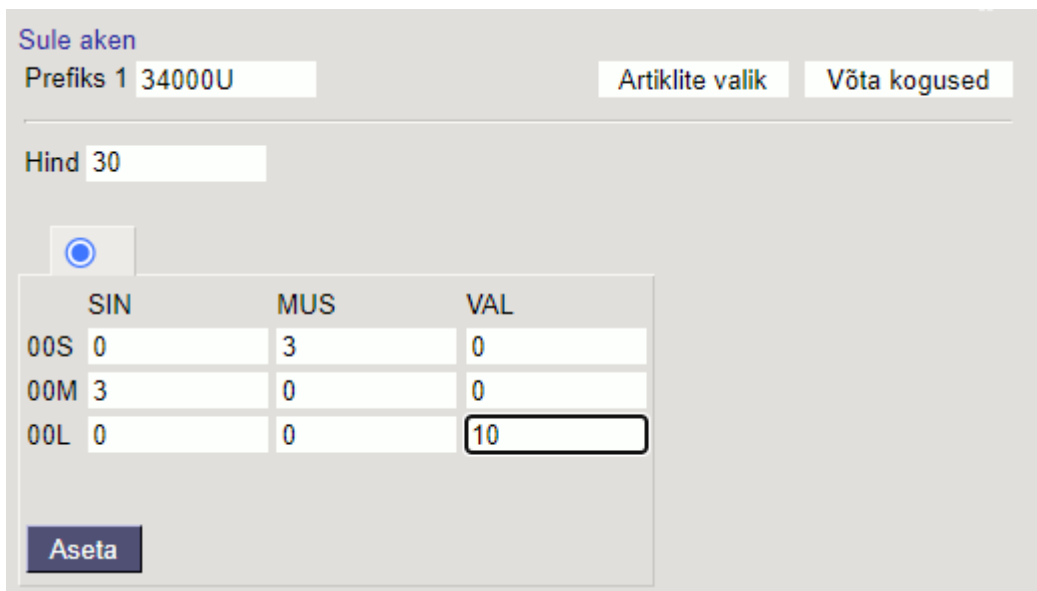 Sule aken
Prefiks 1 34000U Artiklite valik Võta kogused
Hind 30
SIN MUS VAL
00S 0 3 0
00M 3 0 0
00L 0 0 10
Aseta